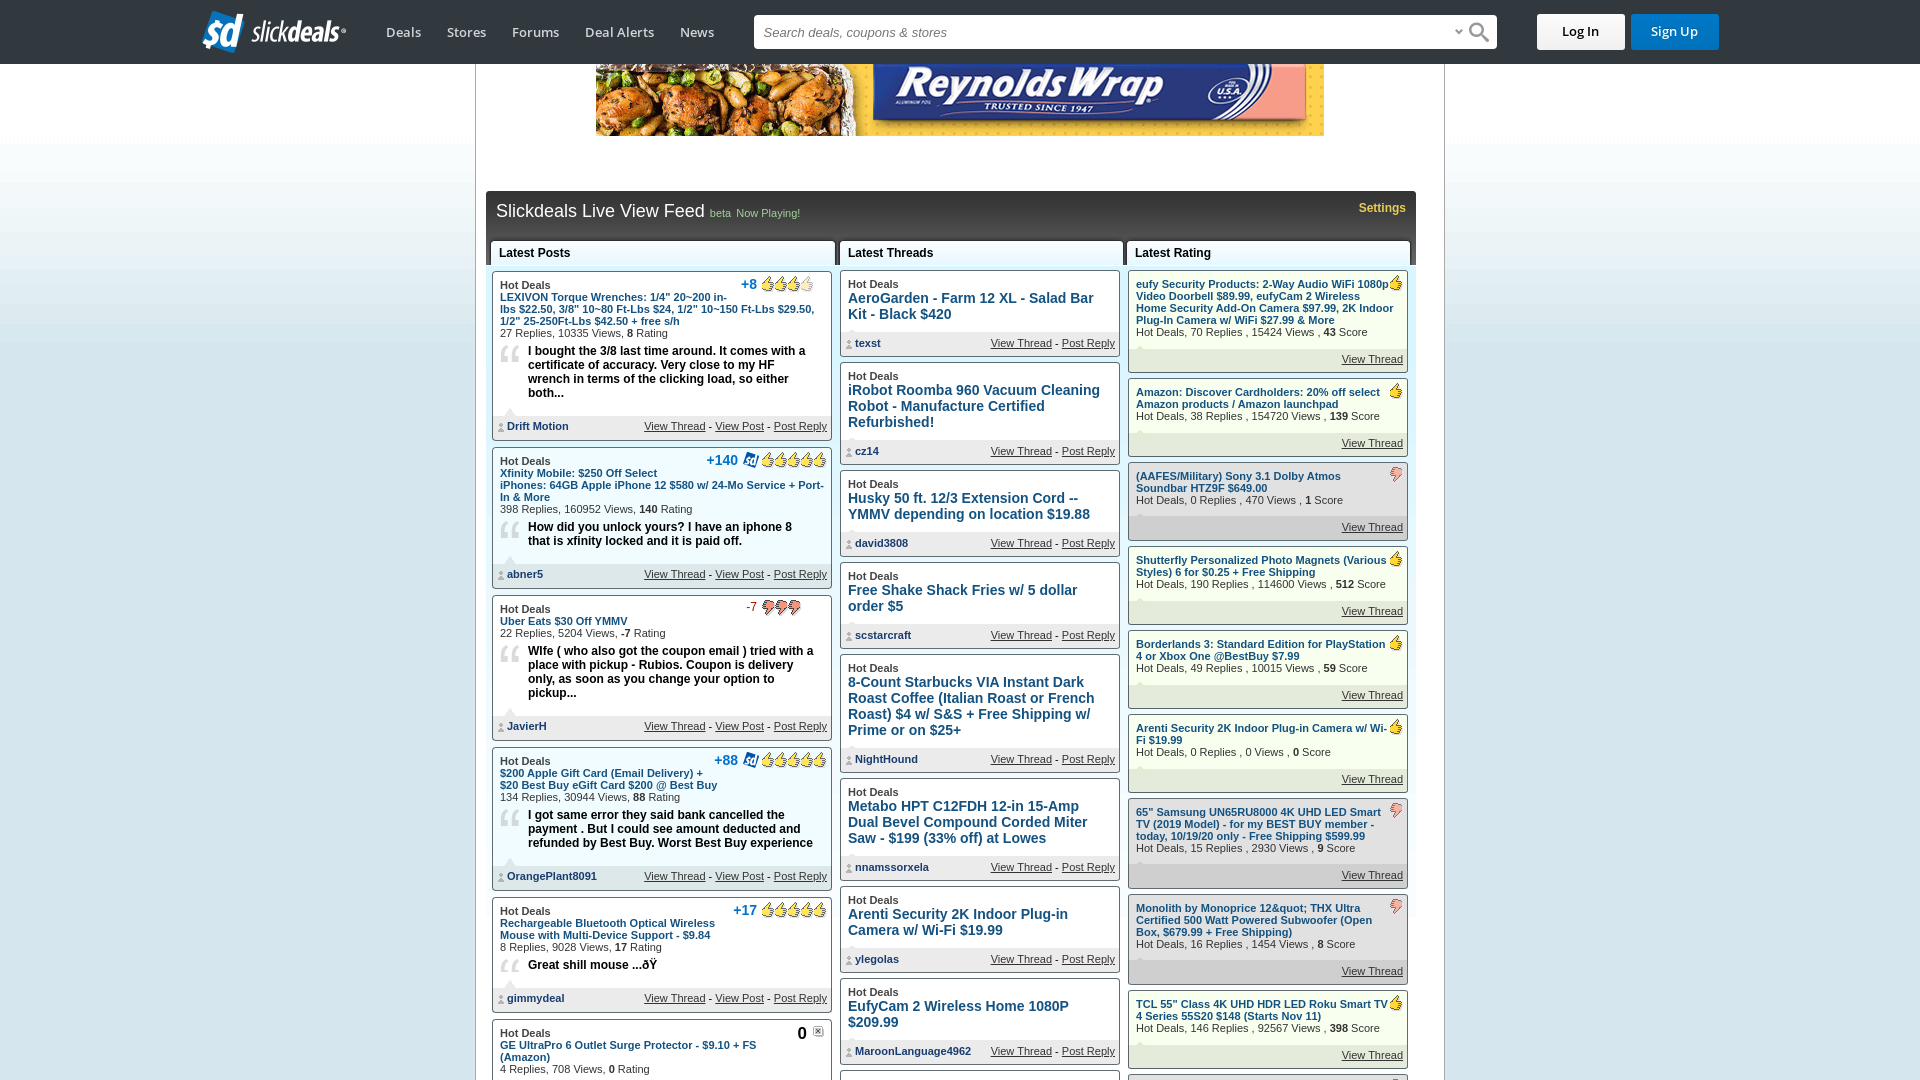 slickdeals
Deals
Stores
Forums
Deal Alerts
News
Search deals, coupons & stores
Log In
Sign Up
Reynolds Wrap
TRUSTED SINCE 1947
U.S.A.
Slickdeals Live View Feed beta Now Playing!
Settings
Latest Posts
Hot Deals
+8
LEXIVON Torque Wrenches: 1/4" 20~200 in-
lbs $22.50, 3/8" 10~80 Ft-Lbs $24, 1/2" 10~150 Ft-Lbs $29.50,
1/2" 25-250Ft-Lbs $42.50 + free s/h
27 Replies, 10335 Views, 8 Rating
I bought the 3/8 last time around. It comes with a
certificate of accuracy. Very close to my HF
wrench in terms of the clicking load, so either
both...
Drift Motion
View Thread - View Post - Post Reply
Hot Deals
+140
Xfinity Mobile: $250 Off Select
iPhones: 64GB Apple iPhone 12 $580 w/ 24-Mo Service + Port-
In & More
398 Replies, 160952 Views, 140 Rating
How did you unlock yours? I have an iphone 8
that is xfinity locked and it is paid off.
abner5
View Thread - View Post - Post Reply
Hot Deals
-7
Uber Eats $30 Off YMMV
22 Replies, 5204 Views, -7 Rating
WIfe ( who also got the coupon email ) tried with a
place with pickup - Rubios. Coupon is delivery
only, as soon as you change your option to
pickup...
JavierH
View Thread - View Post - Post Reply
Hot Deals
+88
$200 Apple Gift Card (Email Delivery) +
$20 Best Buy eGift Card $200 @ Best Buy
134 Replies, 30944 Views, 88 Rating
I got same error they said bank cancelled the
payment . But I could see amount deducted and
refunded by Best Buy. Worst Best Buy experience
OrangePlant8091
View Thread - View Post - Post Reply
Hot Deals
+17
Rechargeable Bluetooth Optical Wireless
Mouse with Multi-Device Support - $9.84
8 Replies, 9028 Views, 17 Rating
Great shill mouse ...ðŸ
gimmydeal
View Thread - View Post - Post Reply
Hot Deals
0
GE UltraPro 6 Outlet Surge Protector - $9.10 + FS
(Amazon)
4 Replies, 708 Views, 0 Rating
Latest Threads
Hot Deals
AeroGarden - Farm 12 XL - Salad Bar
Kit - Black $420
texst
View Thread - Post Reply
Hot Deals
iRobot Roomba 960 Vacuum Cleaning
Robot - Manufacture Certified
Refurbished!
cz14
View Thread - Post Reply
Hot Deals
Husky 50 ft. 12/3 Extension Cord --
YMMV depending on location $19.88
david3808
View Thread - Post Reply
Hot Deals
Free Shake Shack Fries w/ 5 dollar
order $5
scstarcraft
View Thread - Post Reply
Hot Deals
8-Count Starbucks VIA Instant Dark
Roast Coffee (Italian Roast or French
Roast) $4 w/ S&S + Free Shipping w/
Prime or on $25+
NightHound
View Thread - Post Reply
Hot Deals
Metabo HPT C12FDH 12-in 15-Amp
Dual Bevel Compound Corded Miter
Saw - $199 (33% off) at Lowes
nnamssorxela
View Thread - Post Reply
Hot Deals
Arenti Security 2K Indoor Plug-in
Camera w/ Wi-Fi $19.99
ylegolas
View Thread - Post Reply
Hot Deals
EufyCam 2 Wireless Home 1080P
$209.99
MaroonLanguage4962
View Thread - Post Reply
Latest Rating
eufy Security Products: 2-Way Audio WiFi 1080p
Video Doorbell $89.99, eufyCam 2 Wireless
Home Security Add-On Camera $97.99, 2K Indoor
Plug-In Camera w/ WiFi $27.99 & More
Hot Deals, 70 Replies , 15424 Views , 43 Score
View Thread
Amazon: Discover Cardholders: 20% off select
Amazon products / Amazon launchpad
Hot Deals, 38 Replies , 154720 Views , 139 Score
View Thread
(AAFES/Military) Sony 3.1 Dolby Atmos
Soundbar HTZ9F $649.00
Hot Deals, 0 Replies , 470 Views , 1 Score
View Thread
Shutterfly Personalized Photo Magnets (Various
Styles) 6 for $0.25 + Free Shipping
Hot Deals, 190 Replies , 114600 Views , 512 Score
View Thread
Borderlands 3: Standard Edition for PlayStation
4 or Xbox One @BestBuy $7.99
Hot Deals, 49 Replies , 10015 Views , 59 Score
View Thread
Arenti Security 2K Indoor Plug-in Camera w/ Wi-
Fi $19.99
Hot Deals, 0 Replies , 0 Views , 0 Score
View Thread
65" Samsung UN65RU8000 4K UHD LED Smart
TV (2019 Model) - for my BEST BUY member -
today, 10/19/20 only - Free Shipping $599.99
Hot Deals, 15 Replies , 2930 Views , 9 Score
View Thread
Monolith by Monoprice 12&quot; THX Ultra
Certified 500 Watt Powered Subwoofer (Open
Box, $679.99 + Free Shipping)
Hot Deals, 16 Replies , 1454 Views , 8 Score
View Thread
TCL 55" Class 4K UHD HDR LED Roku Smart TV
4 Series 55S20 $148 (Starts Nov 11)
Hot Deals, 146 Replies , 92567 Views , 398 Score
View Thread